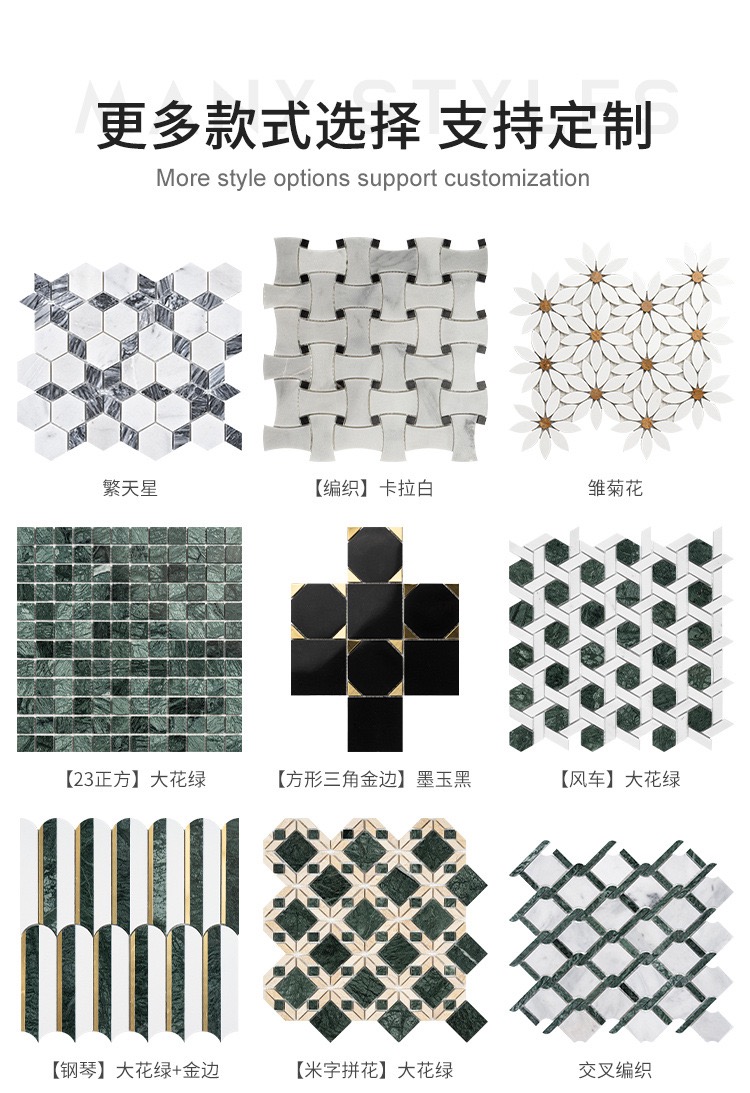 MANY STYLES
更多款式选择 支持定制
More style options support customization
繁天星
【编织】卡拉白
雏菊花
【23正方】大花绿
【方形三角金边】墨玉黑
【风车】大花绿
【钢琴】大花绿+金边
【米字拼花】大花绿
交叉编织